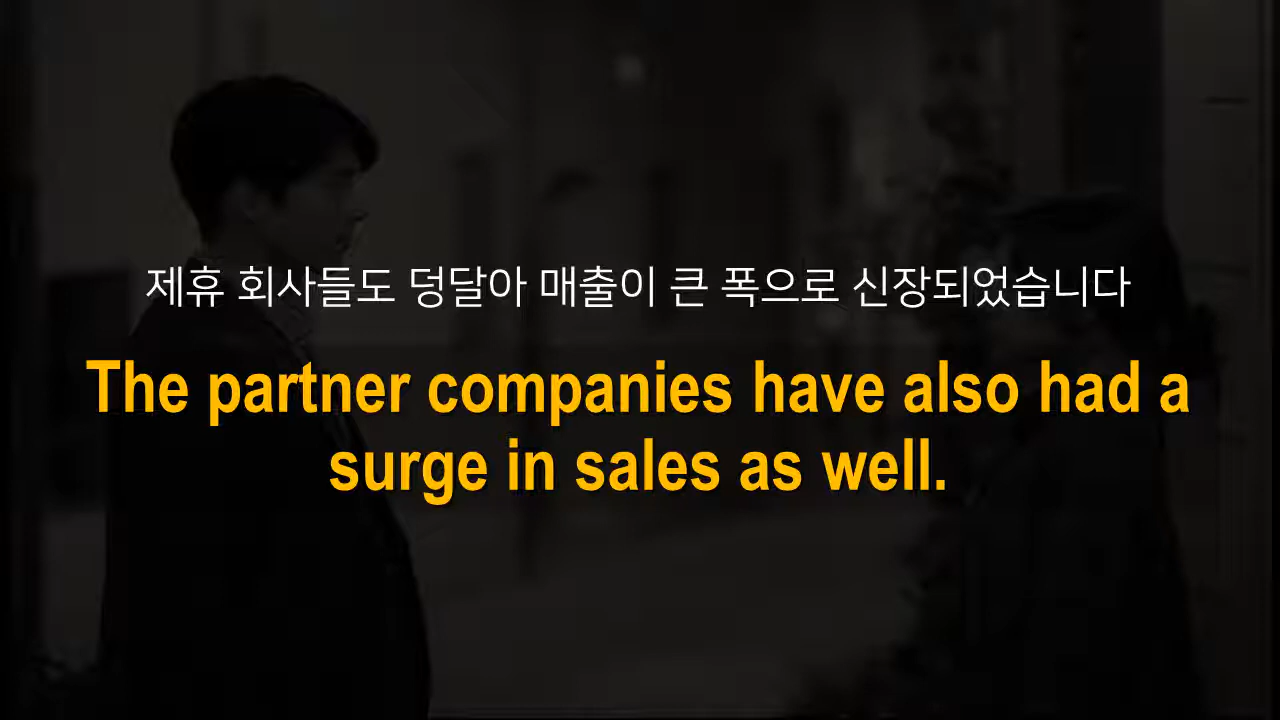 제휴 회사들도 덩달아 매출이 큰 폭으로 신장되었습니다
The partner companies have also had a
surge in sales as well.